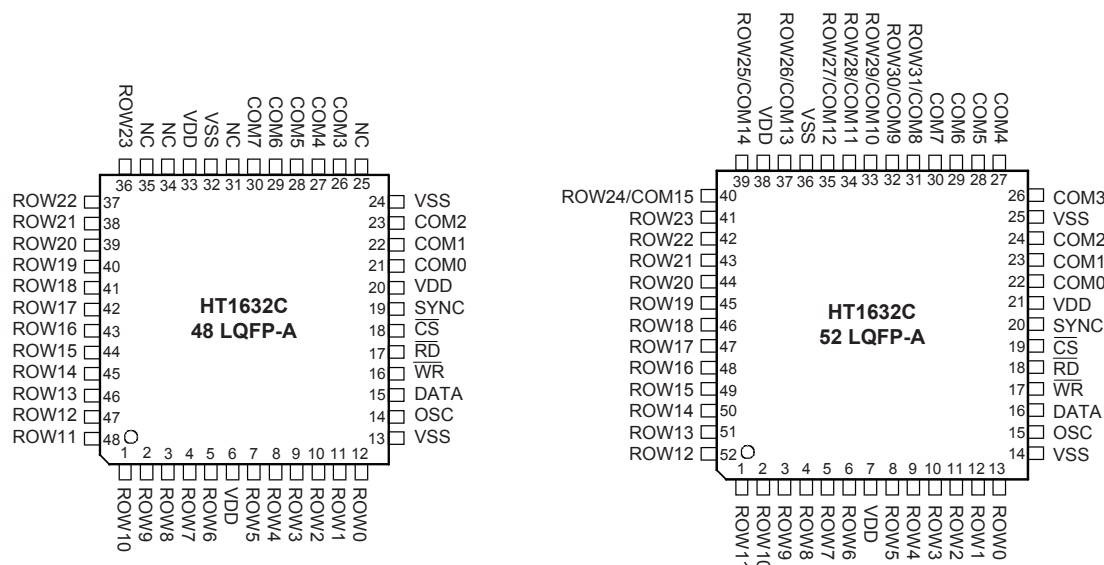 ROW23
NC
NC
VDD
VSS
NC
COM7
COM6
COM5
COM4
COM3
NC
36 35 34 33 32 31 30 29 28 27 26 25
ROW22 37
ROW21 38
ROW20 39
ROW19 40
ROW18 41
ROW17 42
ROW16 43
ROW15 44
ROW14 45
ROW13 46
ROW12 47
ROW11 48
HT1632C
48 LQFP-A
24 VSS
23 COM2
22 COM1
21 COM0
20 VDD
19 SYNC
18 CS
17 RD
16 WR
15 DATA
14 OSC
13 VSS
1 2 3 4 5 6 7 8 9 10 11 12
ROW10
ROW9
ROW8
ROW7
ROW6
VDD
ROW5
ROW4
ROW3
ROW2
ROW1
ROW0
ROW25/COM14
VDD
ROW26/COM13
VSS
ROW27/COM12
ROW28/COM11
ROW29/COM10
ROW30/COM9
ROW31/COM8
COM7
COM6
COM5
COM4
39 38 37 36 35 34 33 32 31 30 29 28 27
ROW24/COM15 40
ROW23 41
ROW22 42
ROW21 43
ROW20 44
ROW19 45
ROW18 46
ROW17 47
ROW16 48
ROW15 49
ROW14 50
ROW13 51
ROW12 52
HT1632C
52 LQFP-A
26 COM3
25 VSS
24 COM2
23 COM1
22 COM0
21 VDD
20 SYNC
19 CS
18 RD
17 WR
16 DATA
15 OSC
14 VSS
1 2 3 4 5 6 7 8 9 10 11 12 13
ROW10
ROW9
ROW8
ROW7
ROW6
VDD
ROW5
ROW4
ROW3
ROW2
ROW1
ROW0